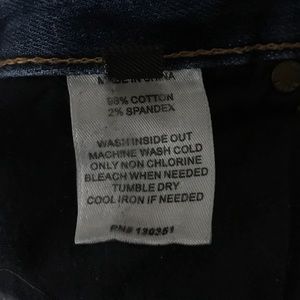 MADE IN CHINA
98% COTTON
2% SPANDEX
WASH INSIDE OUT
MACHINE WASH COLD
ONLY NON CHLORINE
BLEACH WHEN NEEDED
TUMBLE DRY
COOL IRON IF NEEDED
RN# 130351